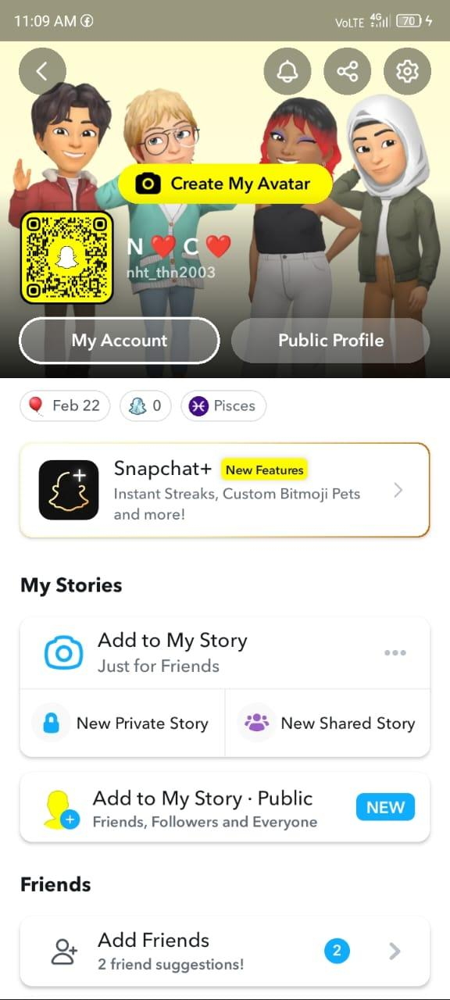 11:09 AM
VoLTE 4G 70
Create My Avatar
N ❤️ C ❤️
nht_thn2003
My Account
Public Profile
Feb 22
0
Pisces
Snapchat+ New Features
Instant Streaks, Custom Bitmoji Pets
and more!
My Stories
Add to My Story
Just for Friends
New Private Story
New Shared Story
Add to My Story · Public
Friends, Followers and Everyone
NEW
Friends
Add Friends
2 friend suggestions!
2